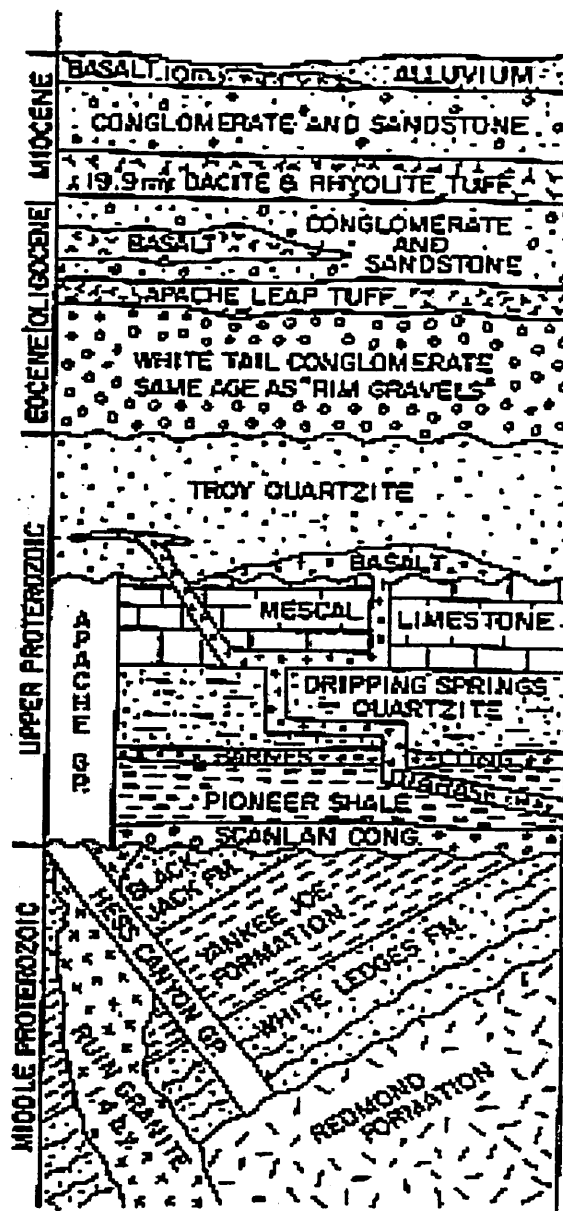 MIOCENE
OLIGOCENE
EOCENE
UPPER PROTEROZOIC
MIDDLE PROTEROZOIC
BASALT 10my
ALLUVIUM
CONGLOMERATE AND SANDSTONE
19.9my DACITE & RHYOLITE TUFF
CONGLOMERATE
AND
SANDSTONE
BASALT
APACHE LEAP TUFF
WHITE TAIL CONGLOMERATE
SAME AGE AS "RIM GRAVELS"
TROY QUARTZITE
BASALT
APACHE GP
MESCAL LIMESTONE
DRIPPING SPRINGS
QUARTZITE
BARNES CONG
DIABASE
PIONEER SHALE
SCANLAN CONG.
BLACK
JACK FM
HESS CANYON GP.
YANKEE JOE
FORMATION
WHITE LEDGES FM
RUIN GRANITE
1.4 b.y.
REDMOND
FORMATION